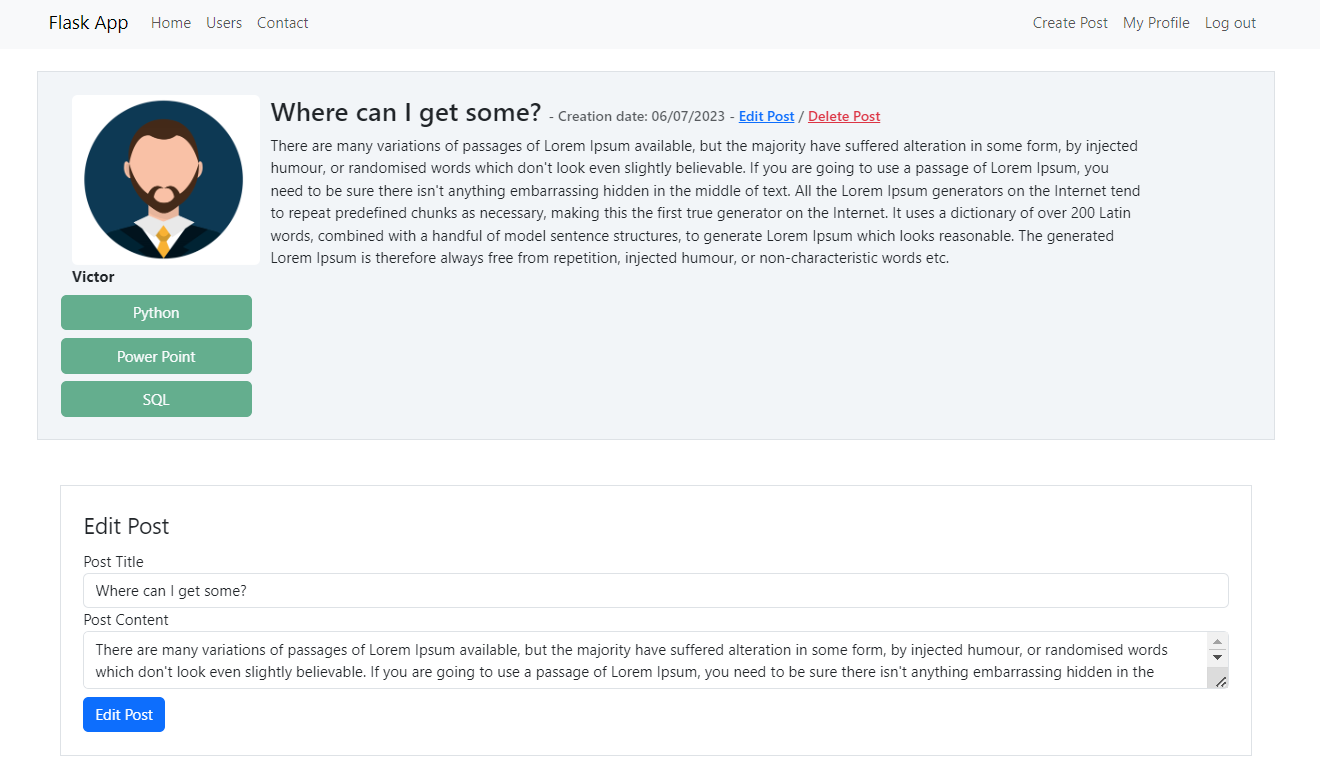 Flask App Home Users Contact Create Post My Profile Log out
Where can I get some? - Creation date: 06/07/2023 - Edit Post / Delete Post
There are many variations of passages of Lorem Ipsum available, but the majority have suffered alteration in some form, by injected
humour, or randomised words which don't look even slightly believable. If you are going to use a passage of Lorem Ipsum, you
need to be sure there isn't anything embarrassing hidden in the middle of text. All the Lorem Ipsum generators on the Internet tend
to repeat predefined chunks as necessary, making this the first true generator on the Internet. It uses a dictionary of over 200 Latin
words, combined with a handful of model sentence structures, to generate Lorem Ipsum which looks reasonable. The generated
Lorem Ipsum is therefore always free from repetition, injected humour, or non-characteristic words etc.
Victor
Python
Power Point
SQL
Edit Post
Post Title
Where can I get some?
Post Content
There are many variations of passages of Lorem Ipsum available, but the majority have suffered alteration in some form, by injected humour, or randomised words
which don't look even slightly believable. If you are going to use a passage of Lorem Ipsum, you need to be sure there isn't anything embarrassing hidden in the
Edit Post